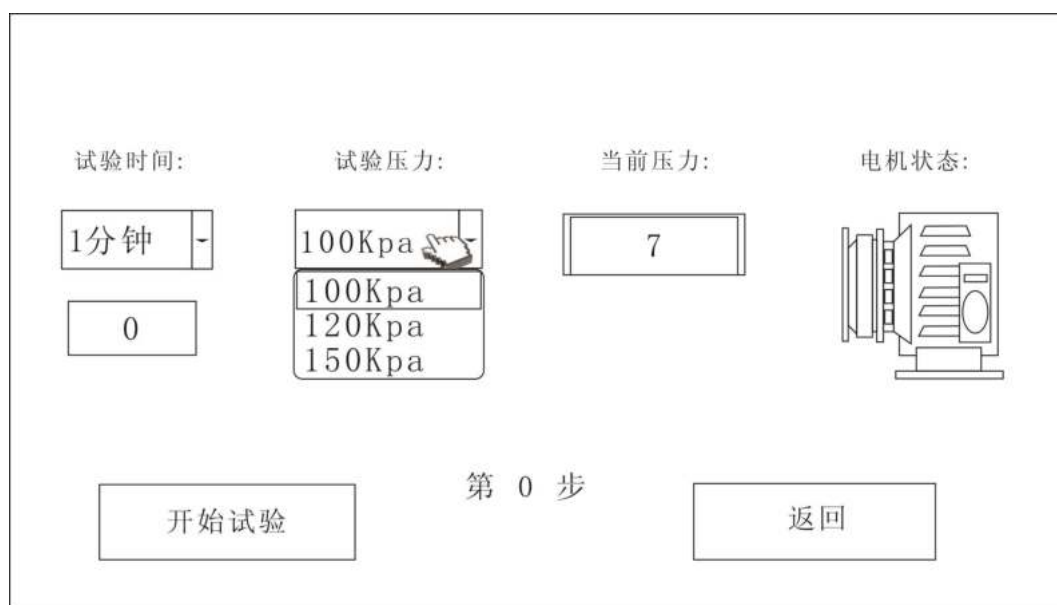 试验时间:
试验压力:
当前压力:
电机状态:
1分钟
100Kpa
7
0
100Kpa
120Kpa
150Kpa
第 0 步
开始试验
返回